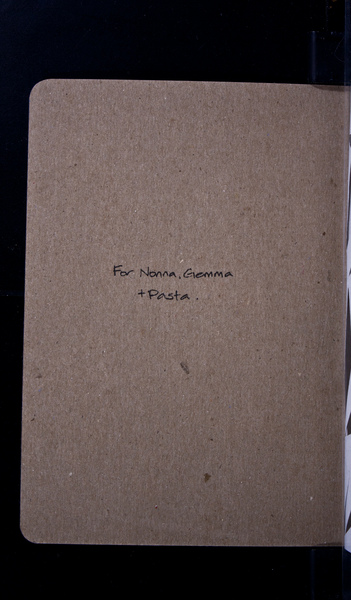 For Nonna, Gemma
+ Pasta.